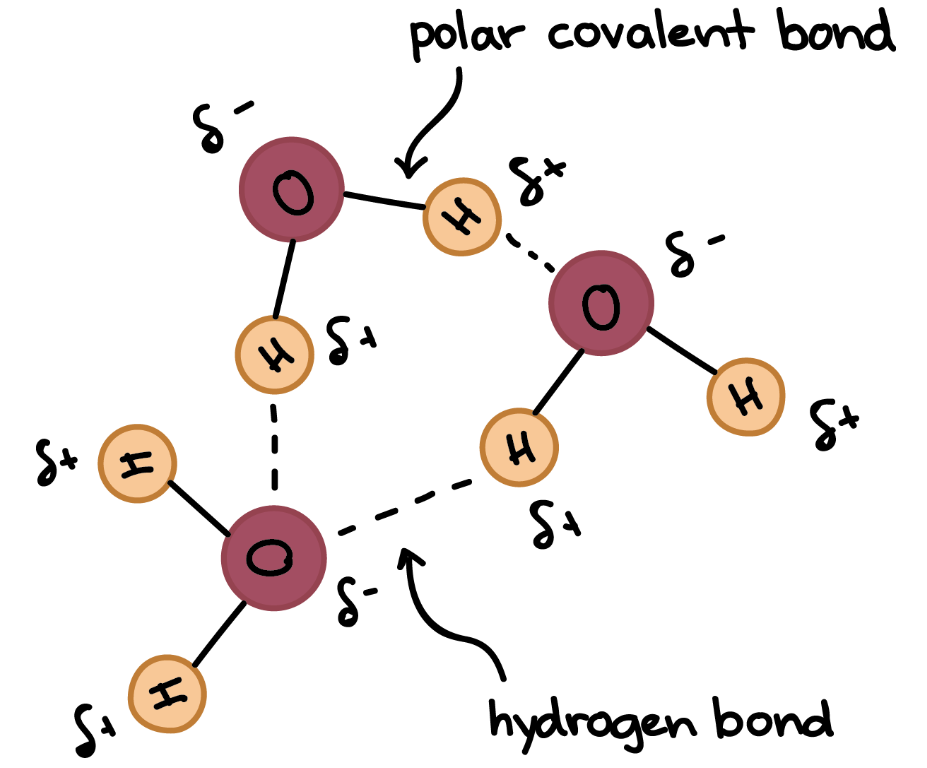 polar covalent bond
δ-
O
H
δ+
δ-
O
H
δ+
H
δ+
δ+
H
H
δ+
O
δ-
δ+
H
hydrogen bond